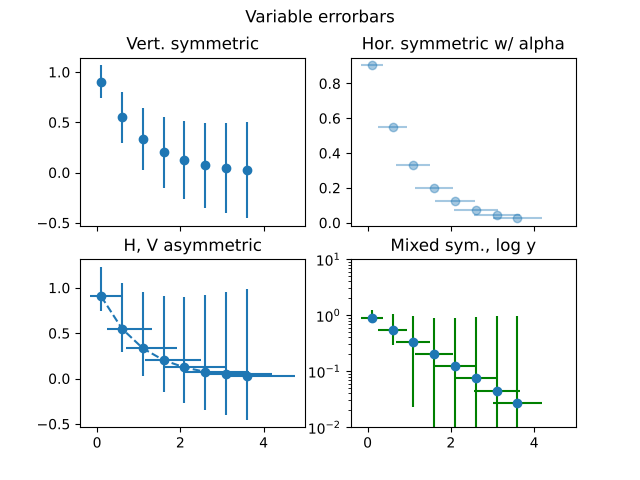 Variable errorbars
Vert. symmetric
Hor. symmetric w/ alpha
1.0
0.5
0.0
−0.5
0.8
0.6
0.4
0.2
0.0
H, V asymmetric
Mixed sym., log y
1.0
0.5
0.0
−0.5
0 2 4
10¹
10⁰
10⁻¹
10⁻²
0 2 4